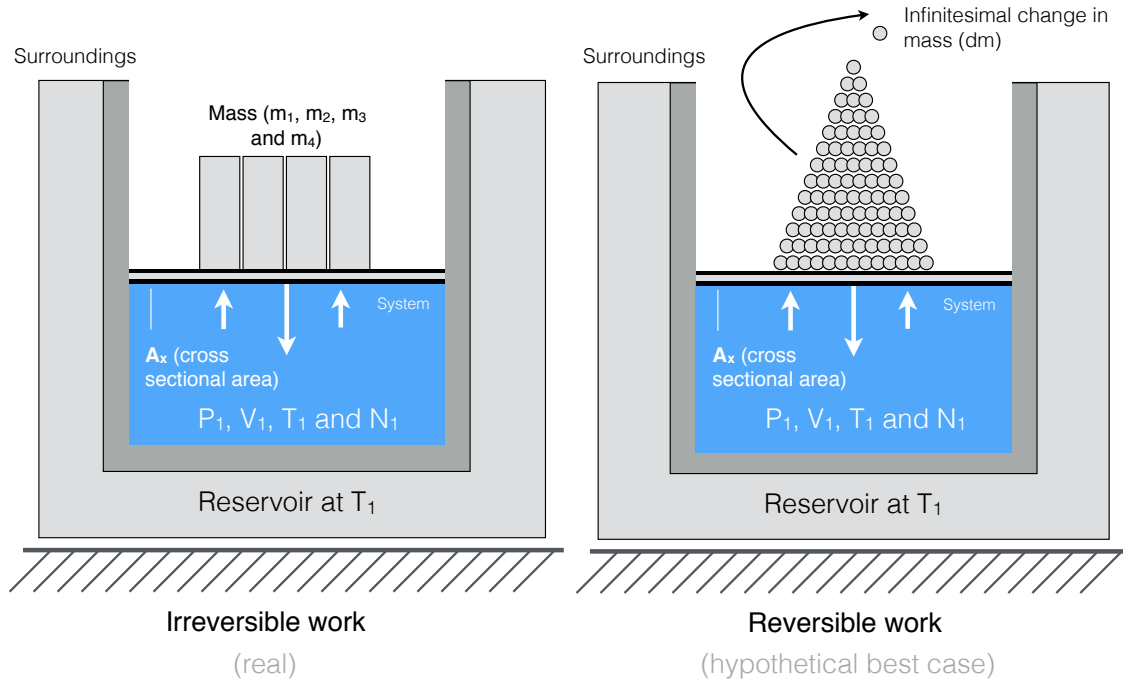 Surroundings
Mass (m₁, m₂, m₃
and m₄)
System
Aₓ (cross
sectional area)
P₁, V₁, T₁ and N₁
Reservoir at T₁
Irreversible work
(real)
Infinitesimal change in
mass (dm)
Surroundings
System
Aₓ (cross
sectional area)
P₁, V₁, T₁ and N₁
Reservoir at T₁
Reversible work
(hypothetical best case)